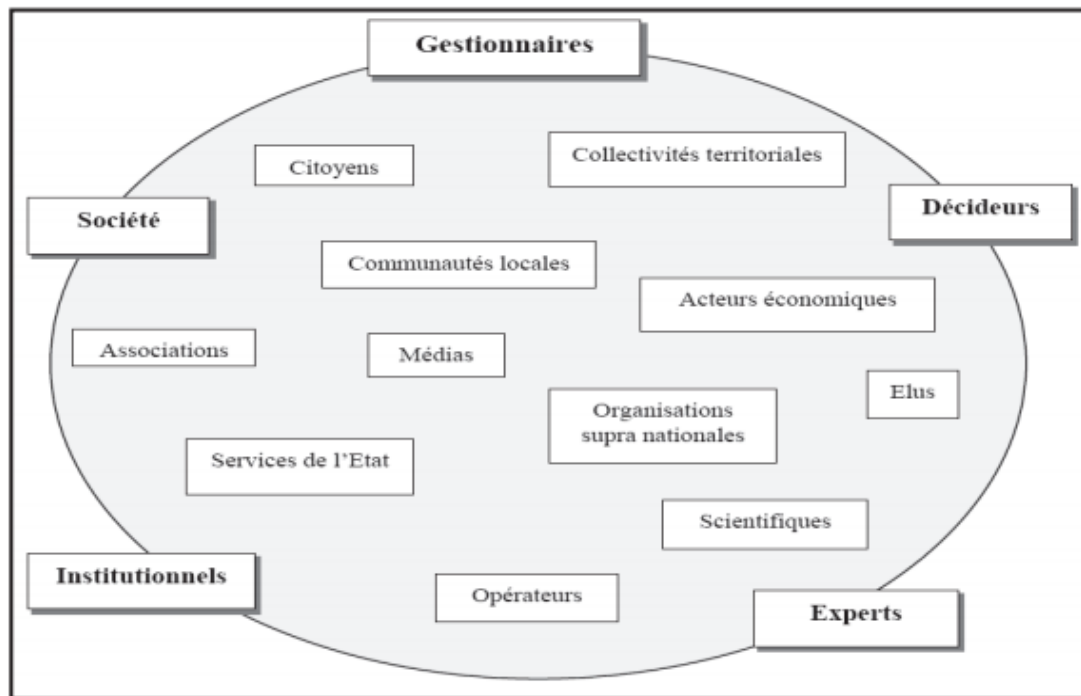 Gestionnaires
Citoyens
Collectivités territoriales
Société
Décideurs
Communautés locales
Acteurs économiques
Associations
Médias
Elus
Organisations
supra nationales
Services de l'Etat
Scientifiques
Institutionnels
Opérateurs
Experts